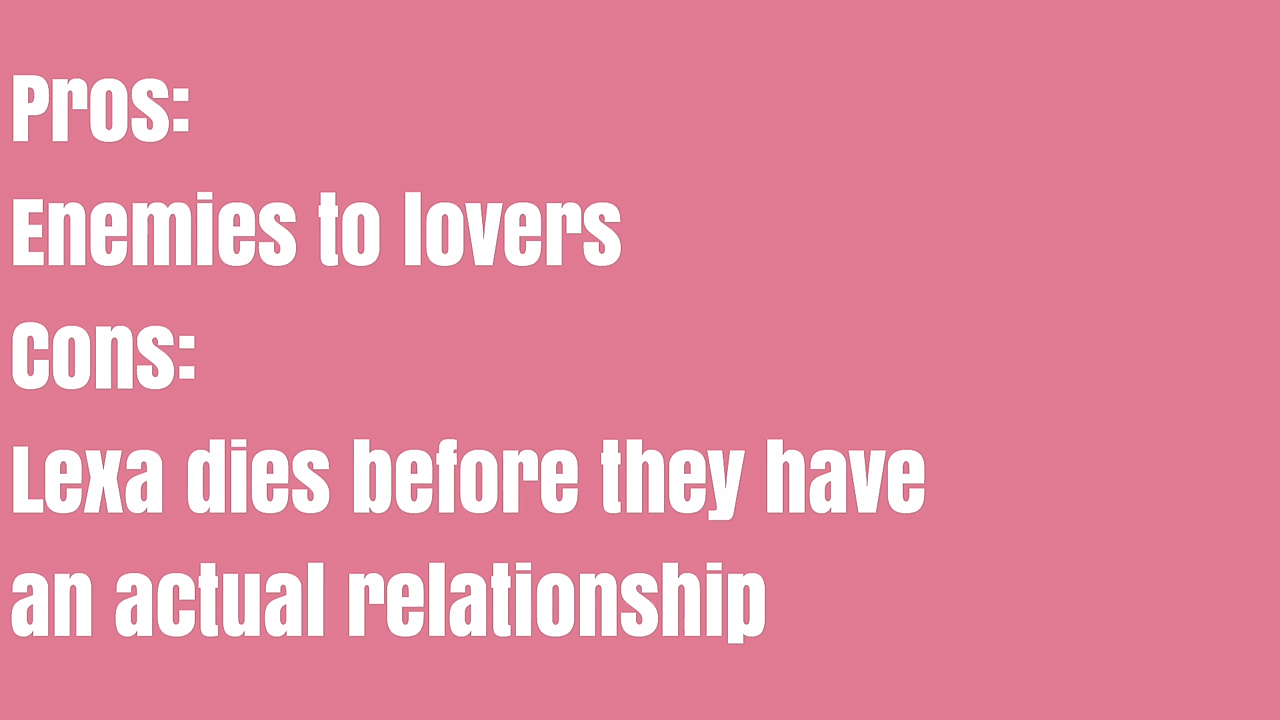 Pros:
Enemies to lovers
Cons:
Lexa dies before they have
an actual relationship